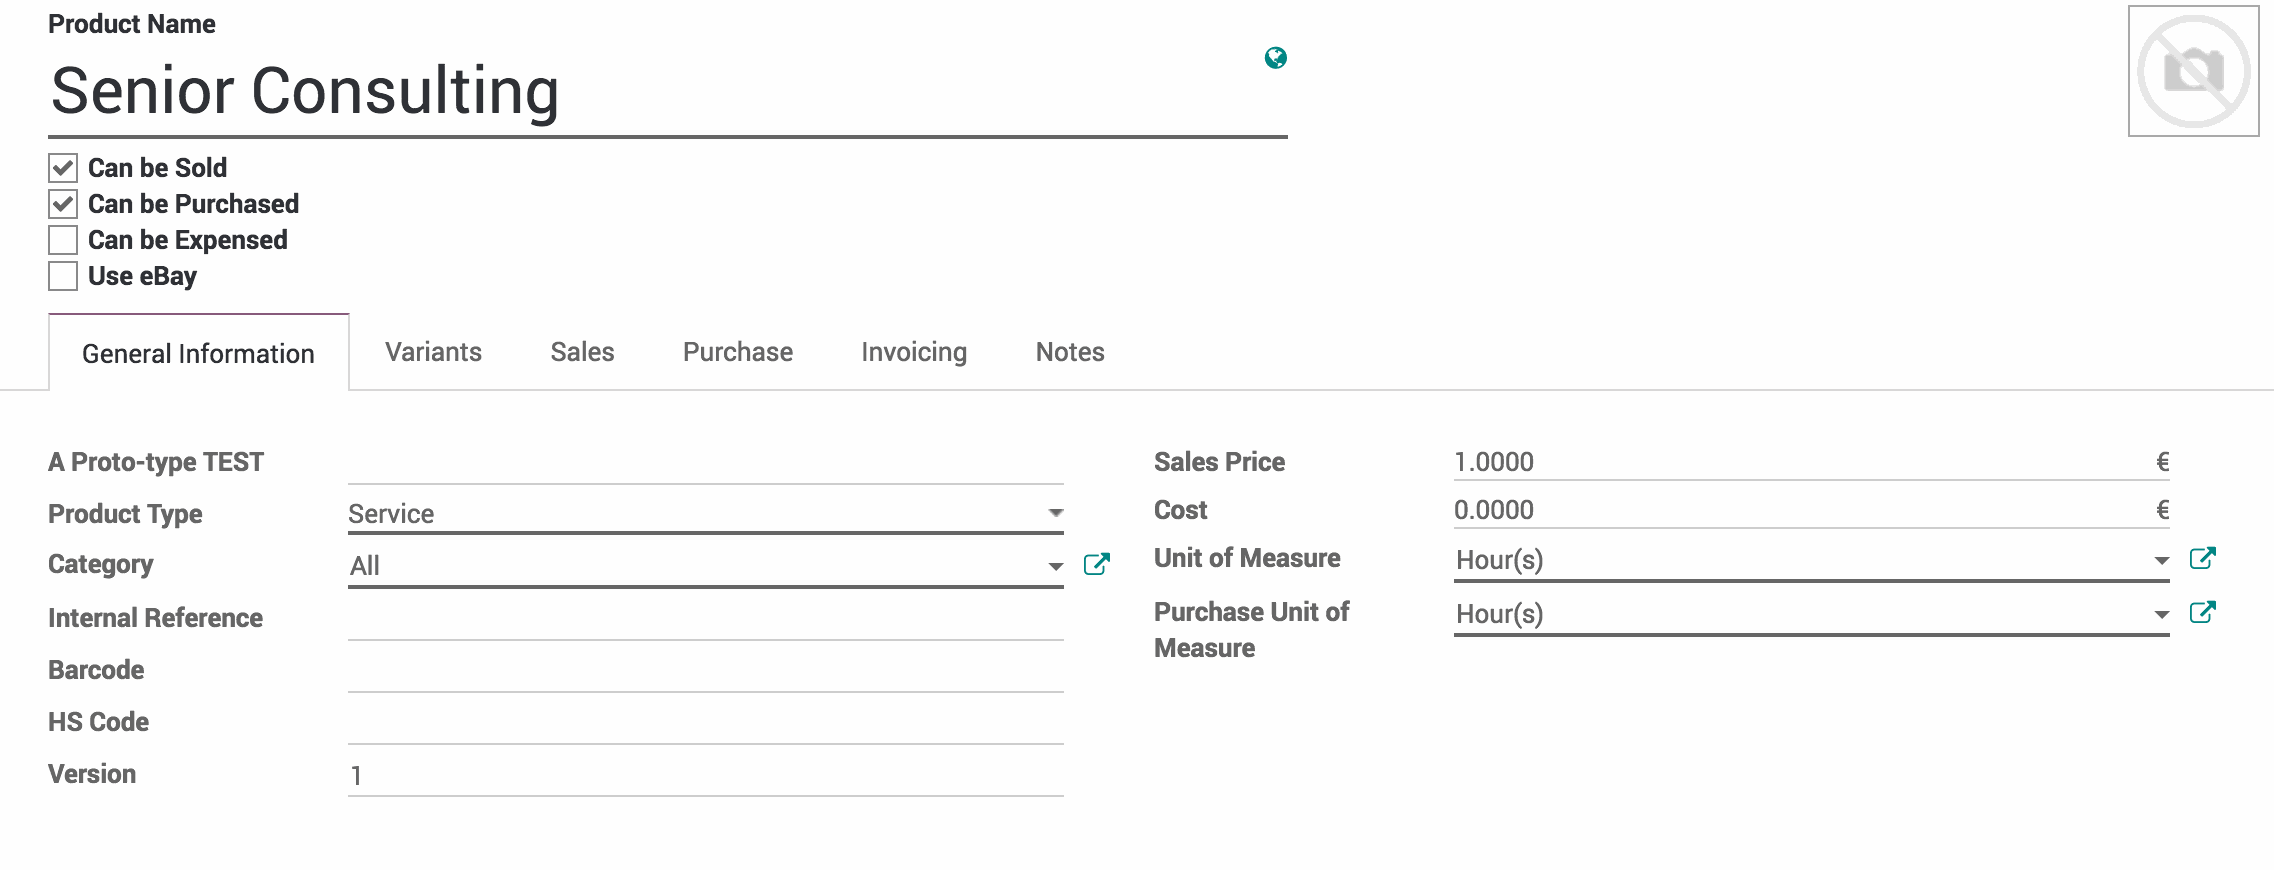 Product Name
Senior Consulting
Can be Sold
Can be Purchased
Can be Expensed
Use eBay
General Information
Variants
Sales
Purchase
Invoicing
Notes
A Proto-type TEST
Product Type
Service
Category
All
Internal Reference
Barcode
HS Code
Version
1
Sales Price
1.0000 €
Cost
0.0000 €
Unit of Measure
Hour(s)
Purchase Unit of
Measure
Hour(s)